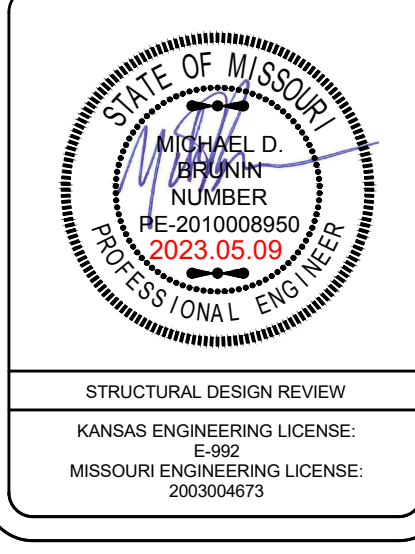 STATE OF MISSOURI
MICHAEL D.
BRUNIN
NUMBER
PE-2010008950
2023.05.09
PROFESSIONAL ENGINEER
STRUCTURAL DESIGN REVIEW
KANSAS ENGINEERING LICENSE:
E-992
MISSOURI ENGINEERING LICENSE:
2003004673